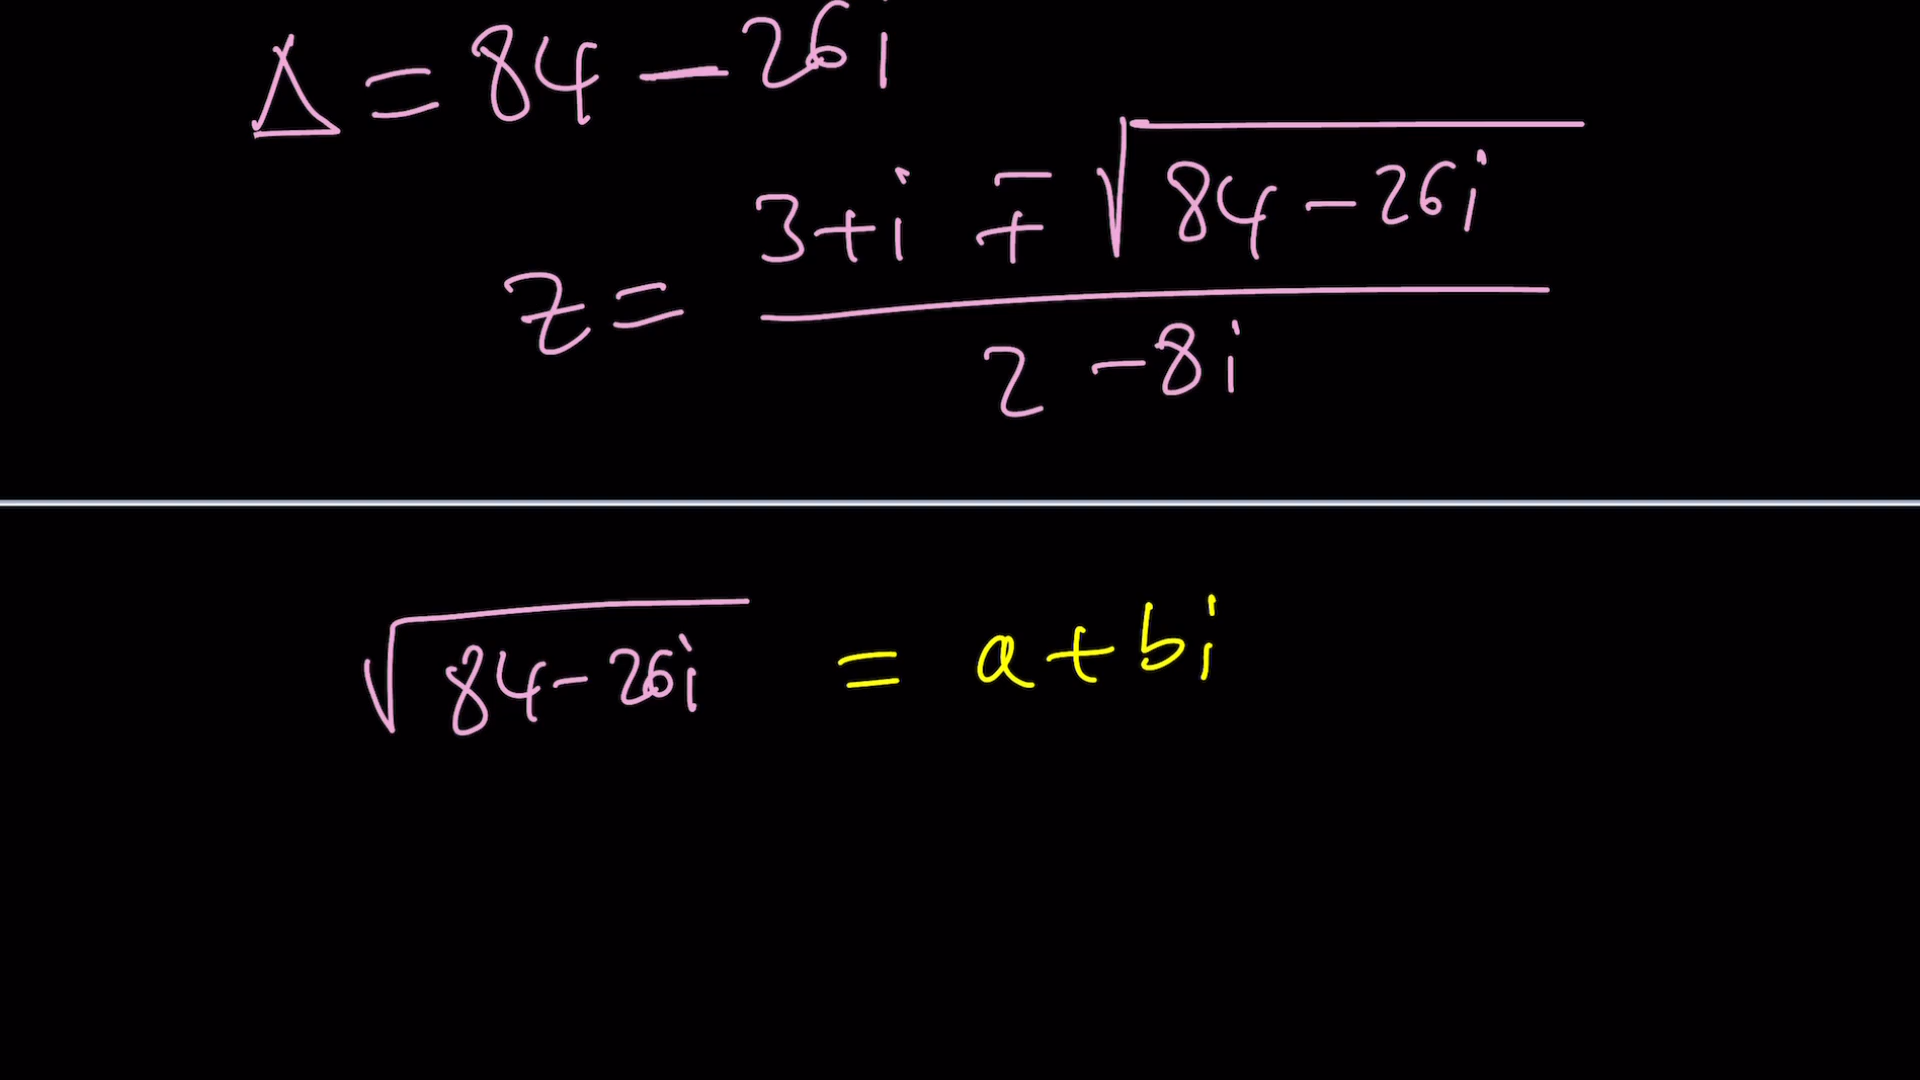 Δ = 84 - 26i
z = (3+i ∓ √(84-26i)) / (2-8i)
√(84-26i) = a+bi